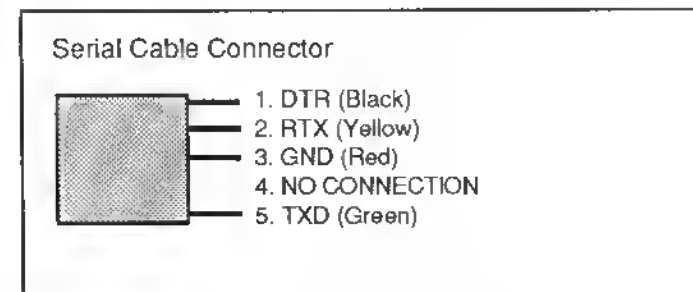 Serial Cable Connector
1. DTR (Black)
2. RTX (Yellow)
3. GND (Red)
4. NO CONNECTION
5. TXD (Green)